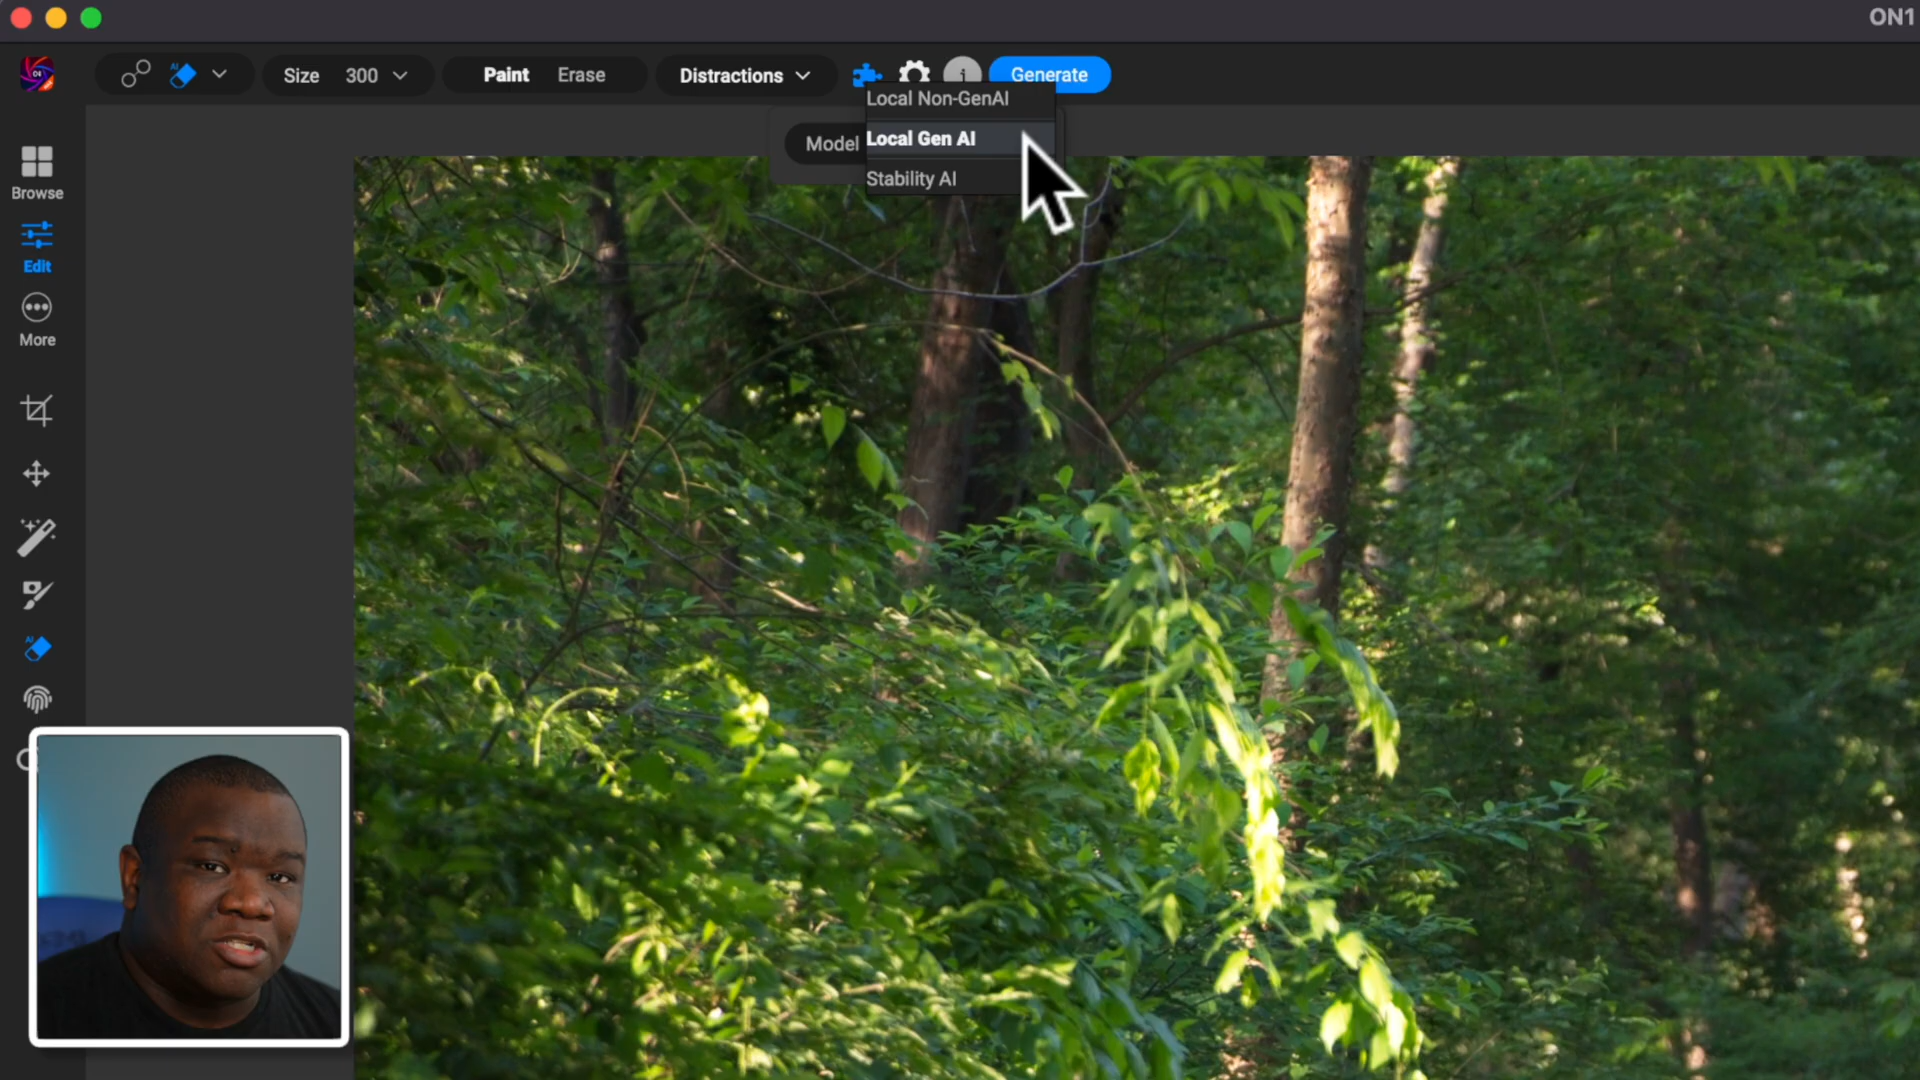 ON1
Size 300 Paint Erase Distractions Generate
Local Non-GenAI
Model Local Gen AI
Stability AI
Browse
Edit
More
AI